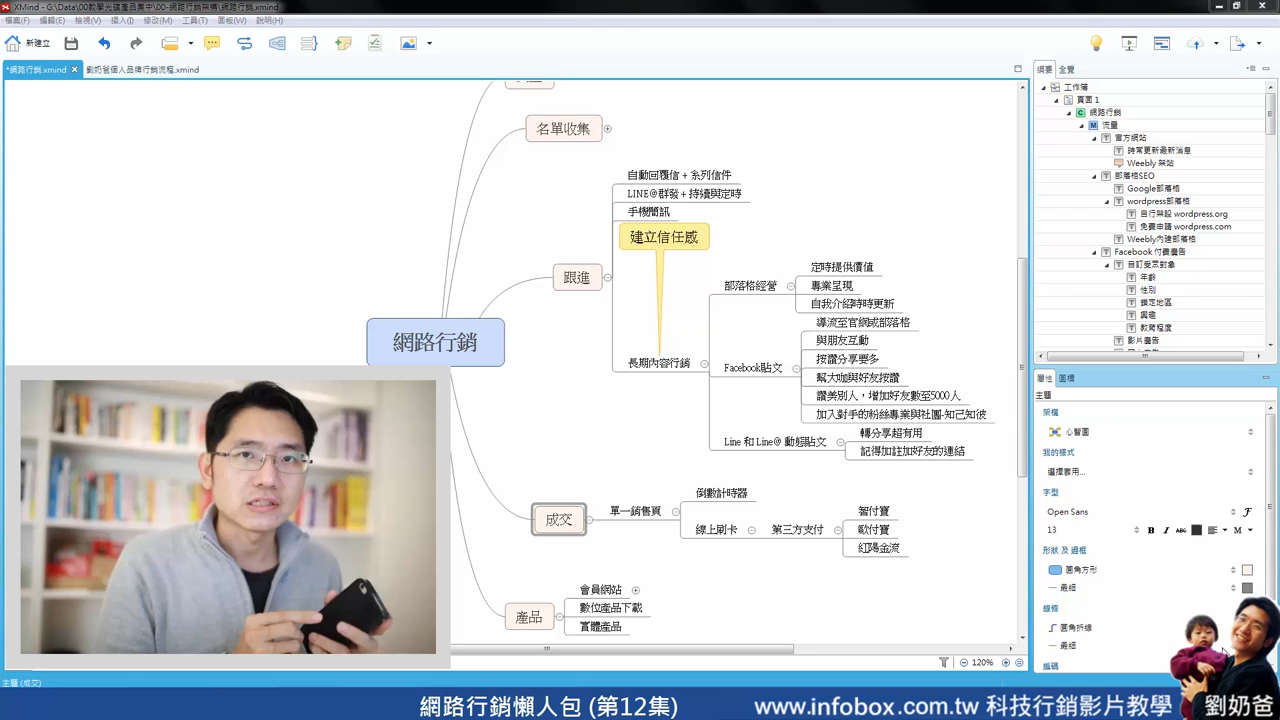 XMind - G:\Data\00教學光碟產品集中\00-網路行銷架構\網路行銷.xmind
檔案(F) 編輯(E) 檢視(V) 插入(I) 修改(M) 工具(T) 面板(W) 說明(H)
新建立
*網路行銷.xmind 劉奶爸個人品牌行銷流程.xmind
名單收集
自動回覆信 + 系列信件
LINE@群發 + 持續與定時
手機簡訊
建立信任感
跟進
長期內容行銷
部落格經營
定時提供價值
專業呈現
自我介紹時時更新
Facebook貼文
導流至官網或部落格
與朋友互動
按讚分享要多
幫大咖與好友按讚
讚美別人，增加好友數至5000人
加入對手的粉絲專業與社團-知己知彼
Line 和 Line@ 動態貼文
轉分享超有用
記得加註加好友的連結
網路行銷
成交
單一銷售頁
倒數計時器
線上刷卡
第三方支付
智付寶
歐付寶
紅陽金流
產品
會員網站
數位產品下載
實體產品
120%
主題 (成交)
綱要 全覽
工作簿
頁面 1
網路行銷
流量
官方網站
時常更新最新消息
Weebly 架站
部落格SEO
Google部落格
wordpress部落格
自行架設 wordpress.org
免費申請 wordpress.com
Weebly內建部落格
Facebook 付費廣告
自訂受眾對象
年齡
性別
鎖定地區
興趣
教育程度
影片廣告
屬性 圖標
主題
架構
心智圖
我的樣式
選擇套用...
字型
Open Sans
13 B I ABC M
形狀 及 邊框
圓角方形
最細
線條
圓角折線
最細
編碼
網路行銷懶人包 (第12集) www.infobox.com.tw 科技行銷影片教學 劉奶爸